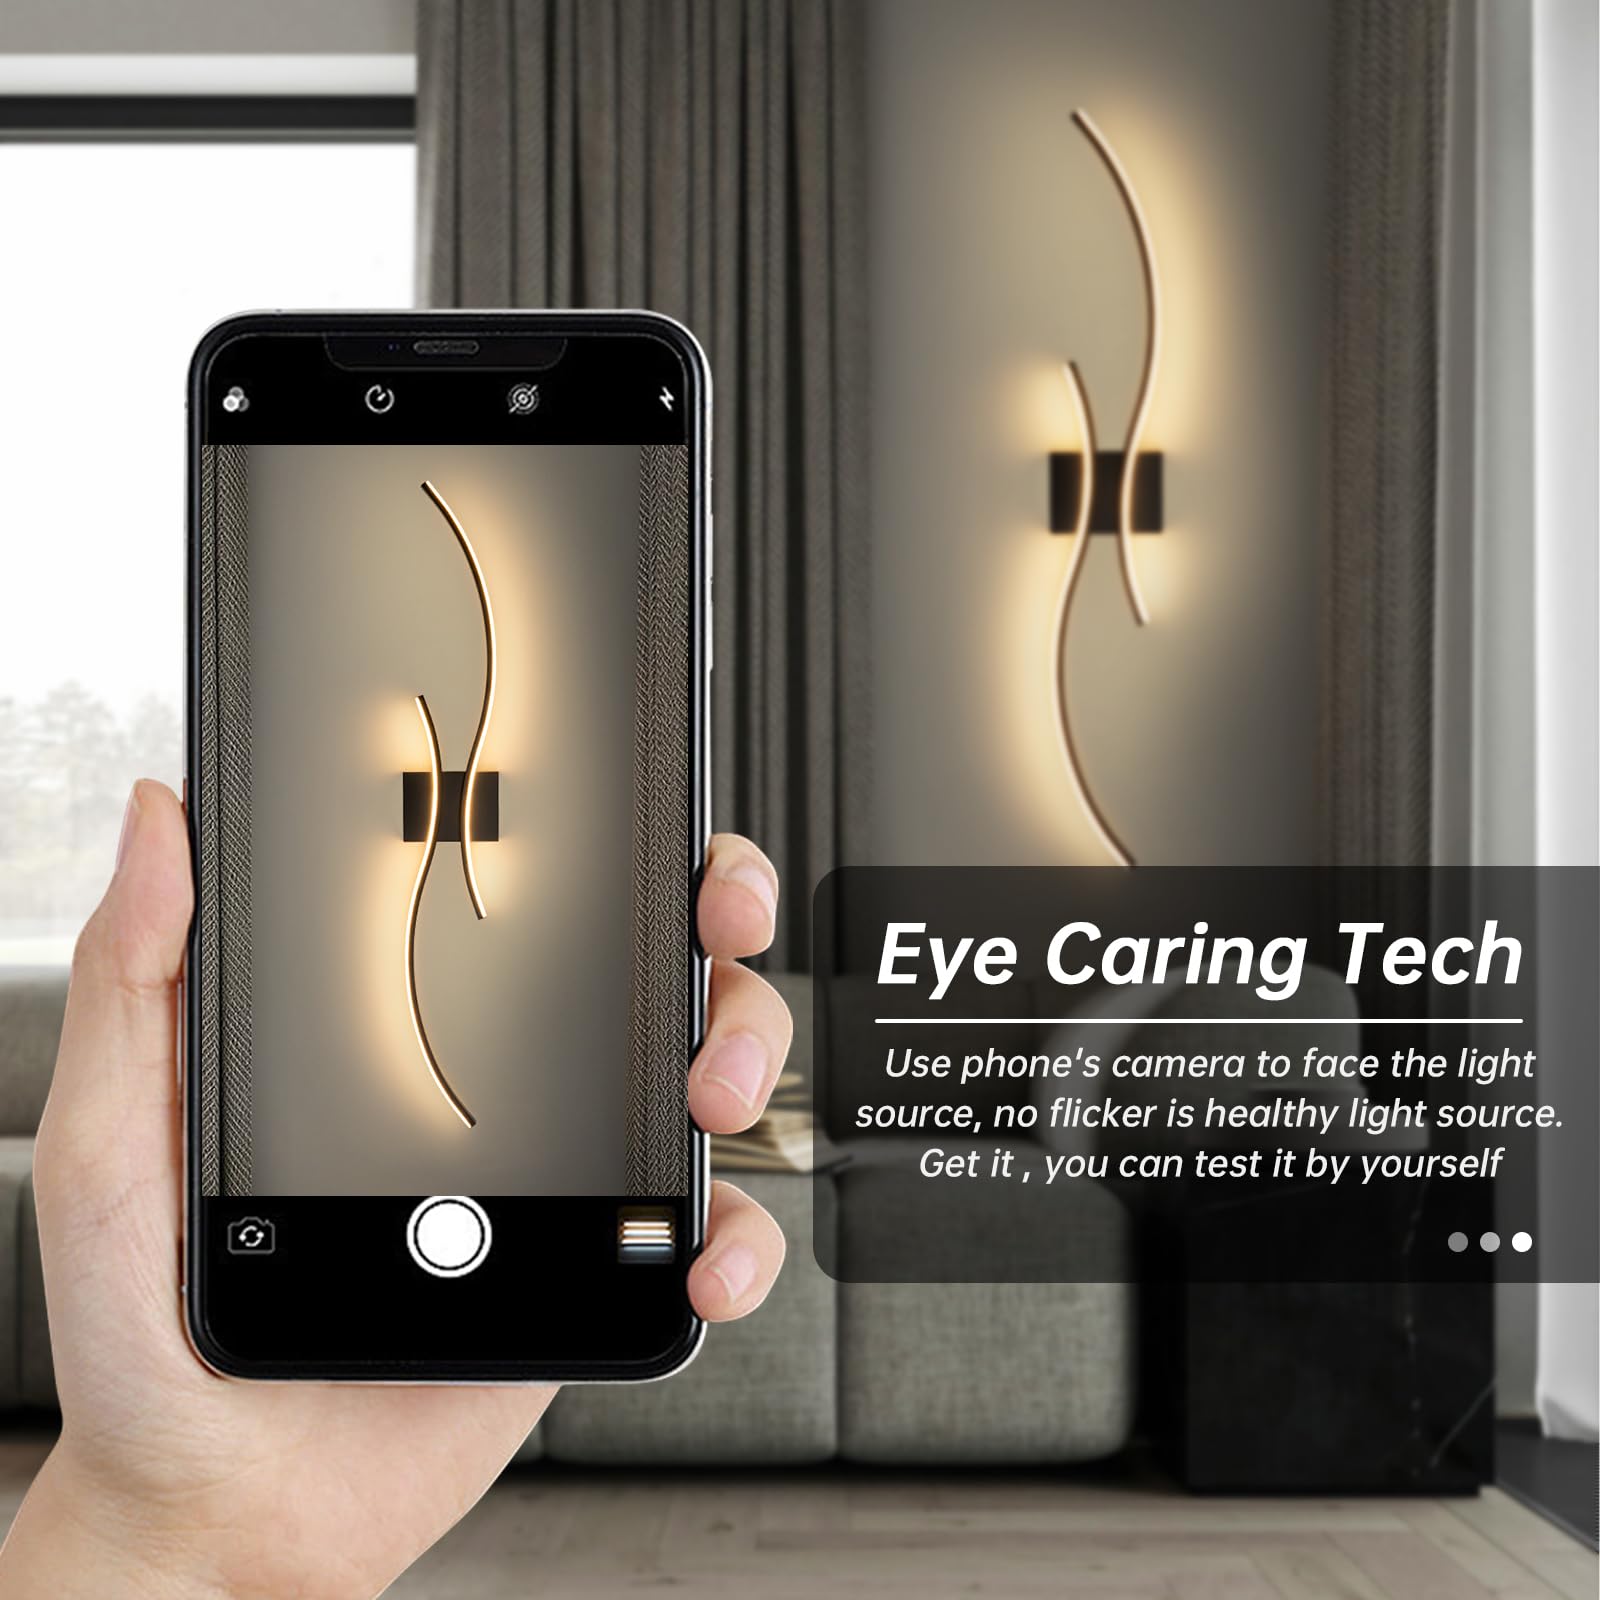 Eye Caring Tech
Use phone's camera to face the light
source, no flicker is healthy light source.
Get it , you can test it by yourself